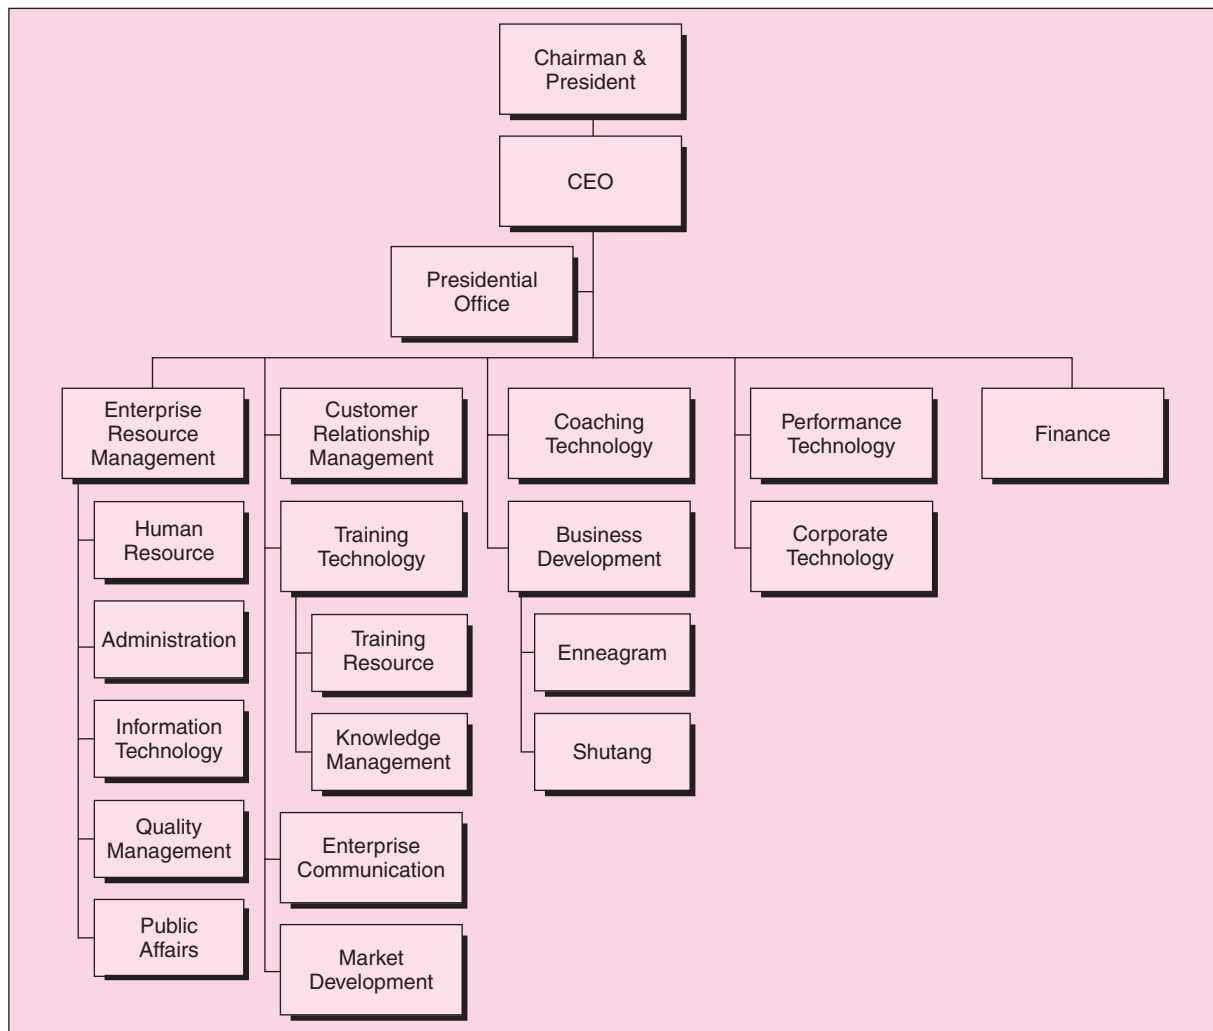 Chairman &
President
CEO
Presidential
Office
Enterprise
Resource
Management
Human
Resource
Administration
Information
Technology
Quality
Management
Public
Affairs
Customer
Relationship
Management
Training
Technology
Training
Resource
Knowledge
Management
Enterprise
Communication
Market
Development
Coaching
Technology
Business
Development
Enneagram
Shutang
Performance
Technology
Corporate
Technology
Finance